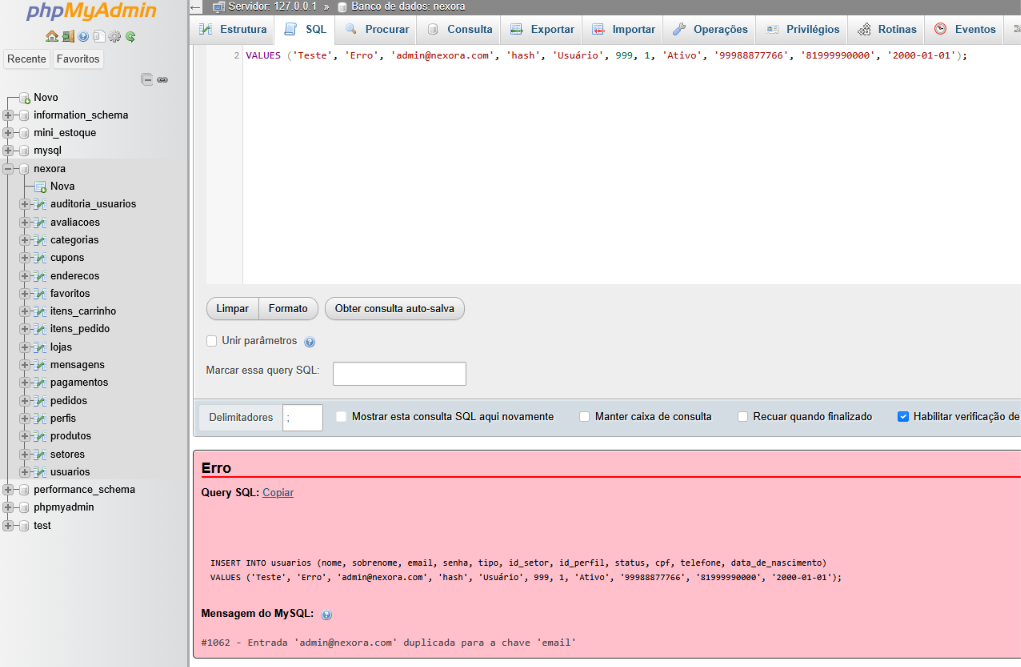 phpMyAdmin
Recente Favoritos
Novo
information_schema
mini_estoque
mysql
nexora
Nova
auditoria_usuarios
avaliacoes
categorias
cupons
enderecos
favoritos
itens_carrinho
itens_pedido
lojas
mensagens
pagamentos
pedidos
perfis
produtos
setores
usuarios
performance_schema
phpmyadmin
test
Servidor: 127.0.0.1 » Banco de dados: nexora
Estrutura SQL Procurar Consulta Exportar Importar Operações Privilégios Rotinas Eventos
2 VALUES ('Teste', 'Erro', 'admin@nexora.com', 'hash', 'Usuário', 999, 1, 'Ativo', '99988877766', '81999990000', '2000-01-01');
Limpar Formato Obter consulta auto-salva
Unir parâmetros
Marcar essa query SQL:
Delimitadores ; Mostrar esta consulta SQL aqui novamente Manter caixa de consulta Recuar quando finalizado Habilitar verificação de
Erro
Query SQL: Copiar
INSERT INTO usuarios (nome, sobrenome, email, senha, tipo, id_setor, id_perfil, status, cpf, telefone, data_de_nascimento)
VALUES ('Teste', 'Erro', 'admin@nexora.com', 'hash', 'Usuário', 999, 1, 'Ativo', '99988877766', '81999990000', '2000-01-01');
Mensagem do MySQL:
#1062 - Entrada 'admin@nexora.com' duplicada para a chave 'email'